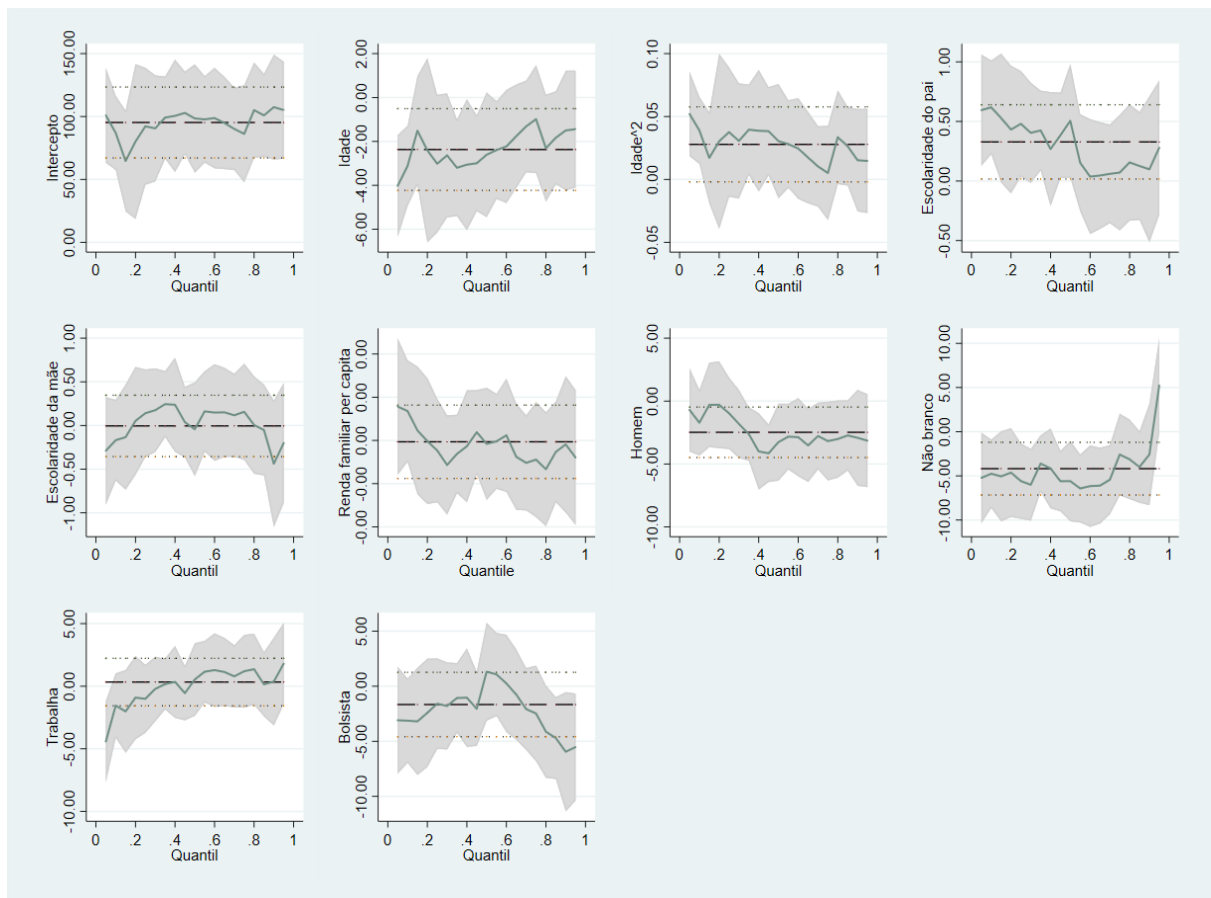 Intercepto
150.00
100.00
50.00
0.00
0 .2 .4 .6 .8 1
Quantil
Idade
2.00
0.00
-2.00
-4.00
-6.00
0 .2 .4 .6 .8 1
Quantil
Idade^2
0.10
0.05
0.00
-0.05
0 .2 .4 .6 .8 1
Quantil
Escolaridade do pai
1.00
0.50
0.00
-0.50
0 .2 .4 .6 .8 1
Quantil
Escolaridade da mãe
1.00
0.50
0.00
-0.50
-1.00
0 .2 .4 .6 .8 1
Quantil
Renda familiar per capita
0.00
0.00
0.00
-0.00
-0.00
0 .2 .4 .6 .8 1
Quantile
Homem
5.00
0.00
-5.00
-10.00
0 .2 .4 .6 .8 1
Quantil
Não branco
10.00
5.00
0.00
-5.00
-10.00
0 .2 .4 .6 .8 1
Quantil
Trabalha
5.00
0.00
-5.00
-10.00
0 .2 .4 .6 .8 1
Quantil
Bolsista
5.00
0.00
-5.00
-10.00
0 .2 .4 .6 .8 1
Quantil